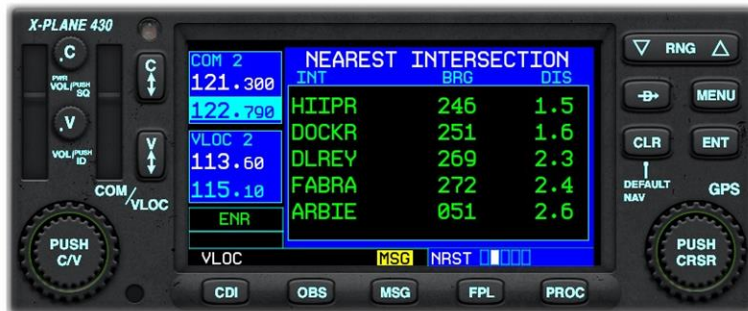 X-PLANE 430
.C
C
PWR
VOL/PUSH
SQ
.V
V
VOL/PUSH
ID
COM/VLOC
PUSH
C/V
COM 2
121.300
122.790
VLOC 2
113.60
115.10
ENR
VLOC
MSG
NRST
NEAREST INTERSECTION
INT BRG DIS
HIIPR 246 1.5
DOCKR 251 1.6
DLREY 269 2.3
FABRA 272 2.4
ARBIE 051 2.6
RNG
D
MENU
CLR
ENT
DEFAULT
NAV
GPS
PUSH
CRSR
CDI
OBS
MSG
FPL
PROC